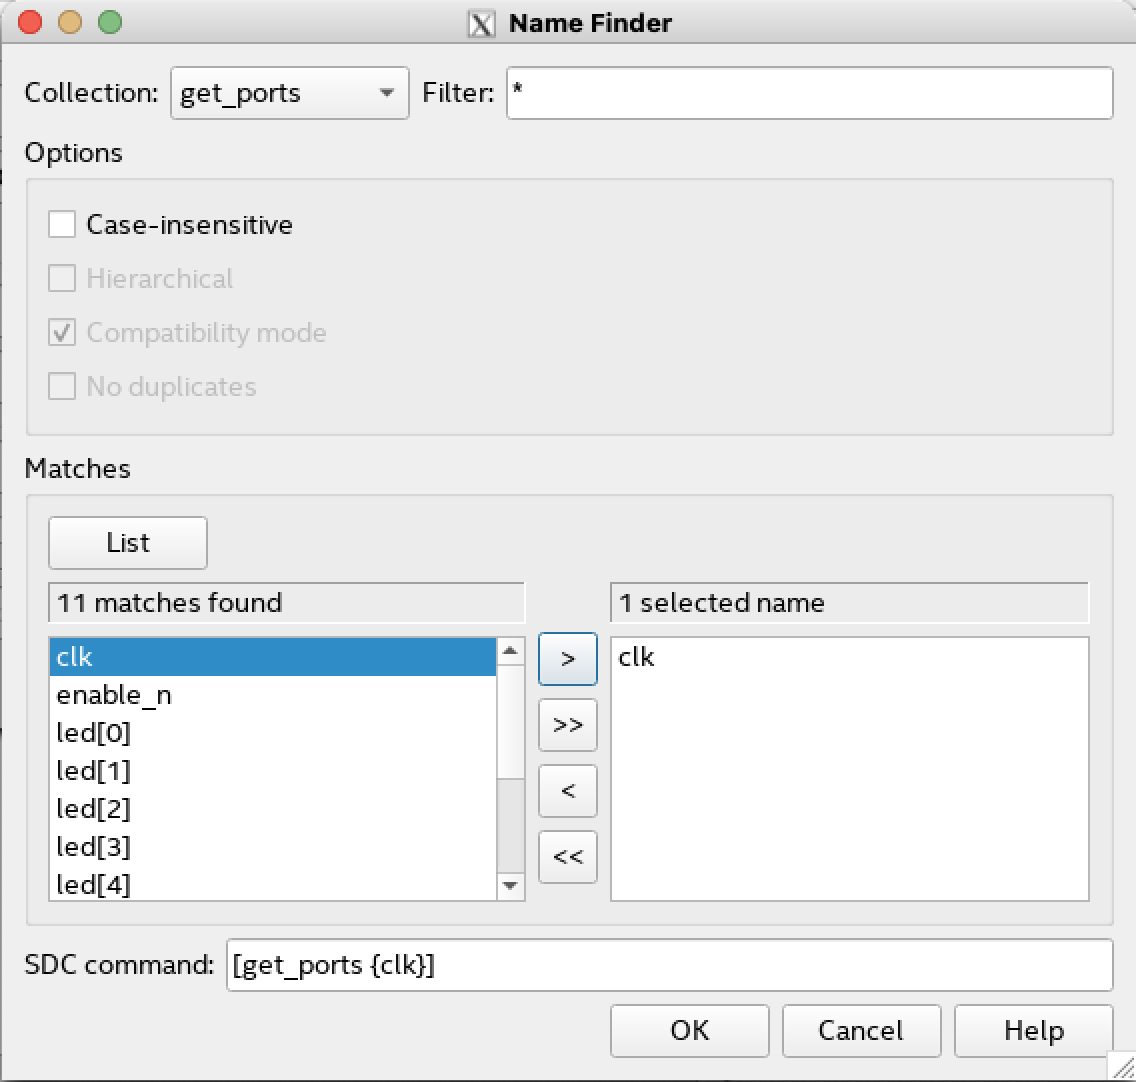 Name Finder
Collection: get_ports Filter: *
Options
Case-insensitive
Hierarchical
Compatibility mode
No duplicates
Matches
List
11 matches found 1 selected name
clk > clk
enable_n
led[0] >>
led[1]
led[2] <
led[3]
led[4] <<
SDC command: [get_ports {clk}]
OK Cancel Help